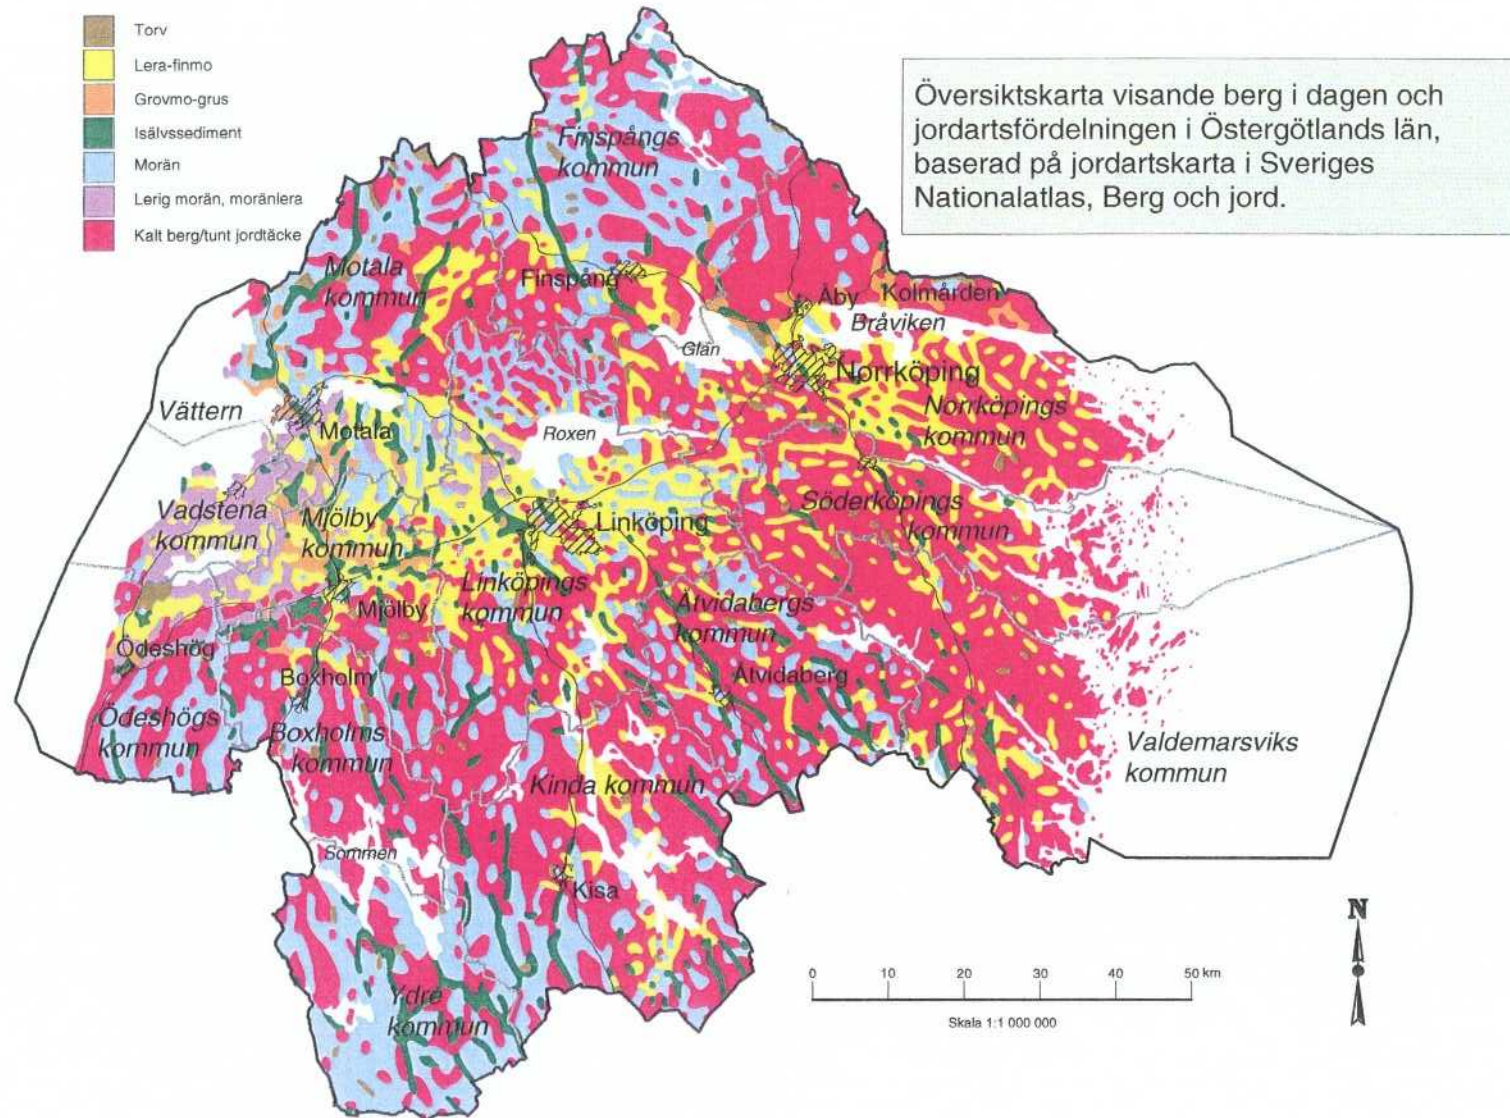 Torv
Lera-finmo
Grovmo-grus
Isälvssediment
Morän
Lerig morän, moränlera
Kalt berg/tunt jordtäcke
Översiktskarta visande berg i dagen och
jordartsfördelningen i Östergötlands län,
baserad på jordartskarta i Sveriges
Nationalatlas, Berg och jord.
Finspångs
kommun
Motala
kommun
Finspång
Åby
Kolmården
Bråviken
Glan
Norrköping
Norrköpings
kommun
Vättern
Motala
Roxen
Vadstena
kommun
Mjölby
kommun
Linköping
Söderköpings
kommun
Linköpings
kommun
Mjölby
Åtvidabergs
kommun
Ödeshög
Boxholm
Åtvidaberg
Ödeshögs
kommun
Boxholms
kommun
Valdemarsviks
kommun
Kinda kommun
Sommen
Kisa
Ydre
kommun
N
0 10 20 30 40 50 km
Skala 1:1 000 000